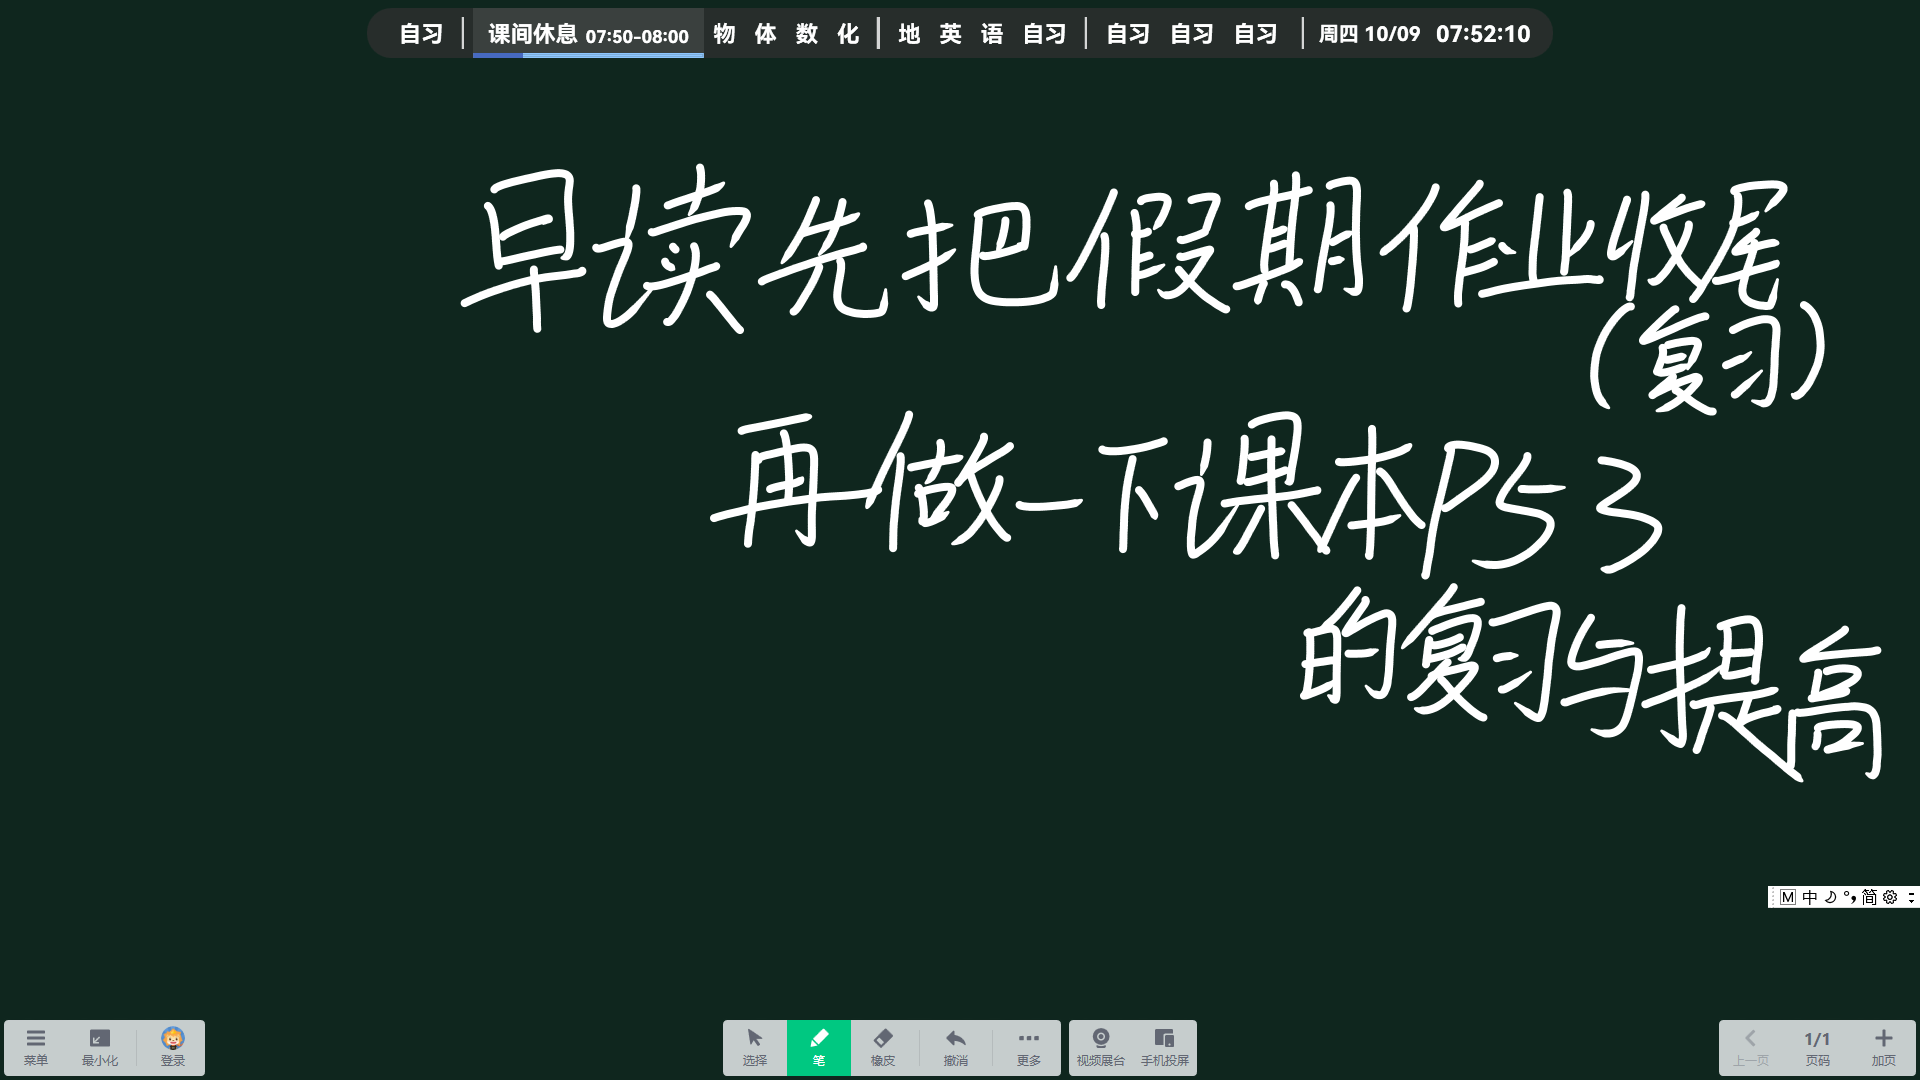 自习 课间休息 07:50-08:00 物 体 数 化 地 英 语 自习 自习 自习 自习 周四 10/09 07:52:10
早读先把假期作业收尾
(复习)
再做一下课本P53
的复习与提高
M 中 简
菜单 最小化 登录 选择 笔 橡皮 撤消 更多 视频展台 手机投屏 上一页 1/1 页码 加页